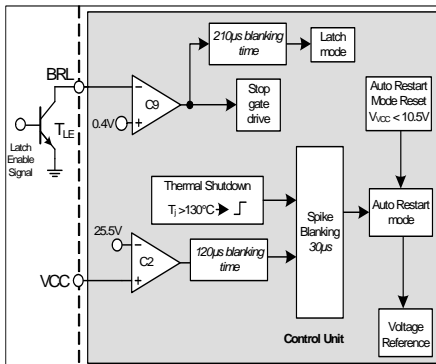 210µs blanking
time
Latch
mode
BRL
C9
Stop
gate
drive
0.4V
TLE
Latch
Enable
Signal
Auto Restart
Mode Reset
VVCC < 10.5V
Thermal Shutdown
Tj >130°C
Spike
Blanking
30µs
Auto Restart
mode
25.5V
C2
120µs blanking
time
VCC
Voltage
Reference
Control Unit